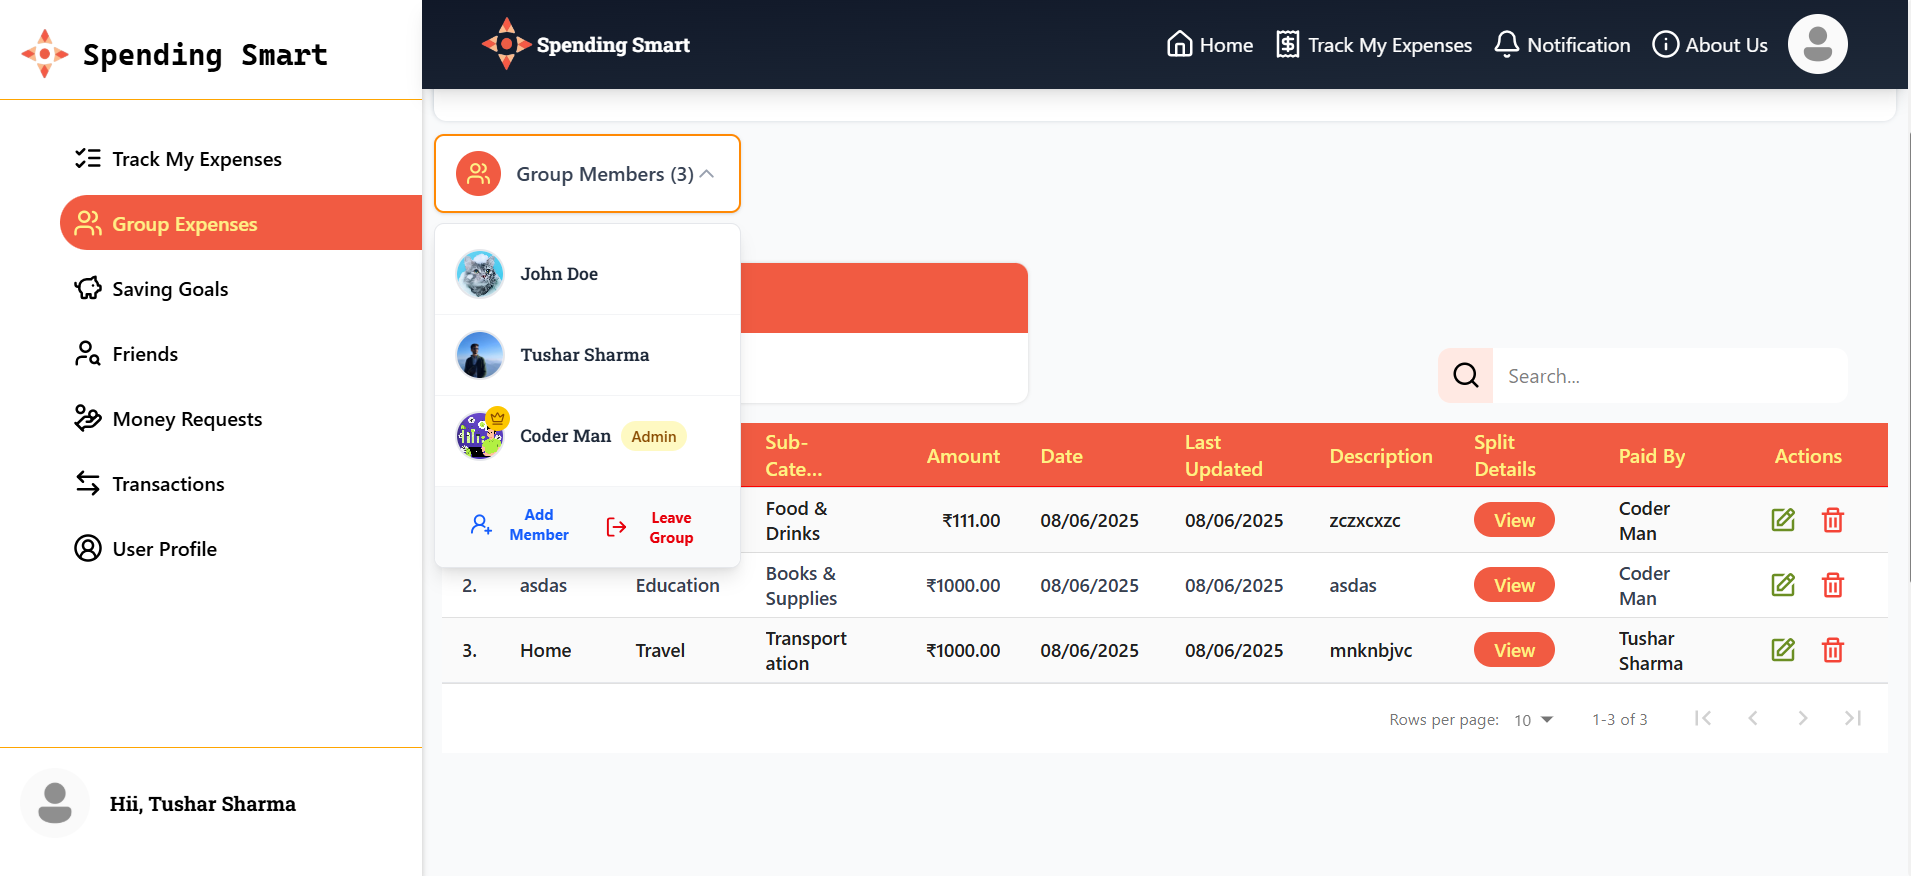 Spending Smart
Track My Expenses
Group Expenses
Saving Goals
Friends
Money Requests
Transactions
User Profile
Hii, Tushar Sharma
Spending Smart
Home
Track My Expenses
Notification
About Us
Group Members (3)
John Doe
Tushar Sharma
Coder Man
Admin
Add
Member
Leave
Group
Search...
Sub-
Cate...
Amount
Date
Last
Updated
Description
Split
Details
Paid By
Actions
Food &
Drinks
₹111.00
08/06/2025
08/06/2025
zczxcxzc
View
Coder
Man
2.
asdas
Education
Books &
Supplies
₹1000.00
08/06/2025
08/06/2025
asdas
View
Coder
Man
3.
Home
Travel
Transport
ation
₹1000.00
08/06/2025
08/06/2025
mnknbjvc
View
Tushar
Sharma
Rows per page:
10
1-3 of 3